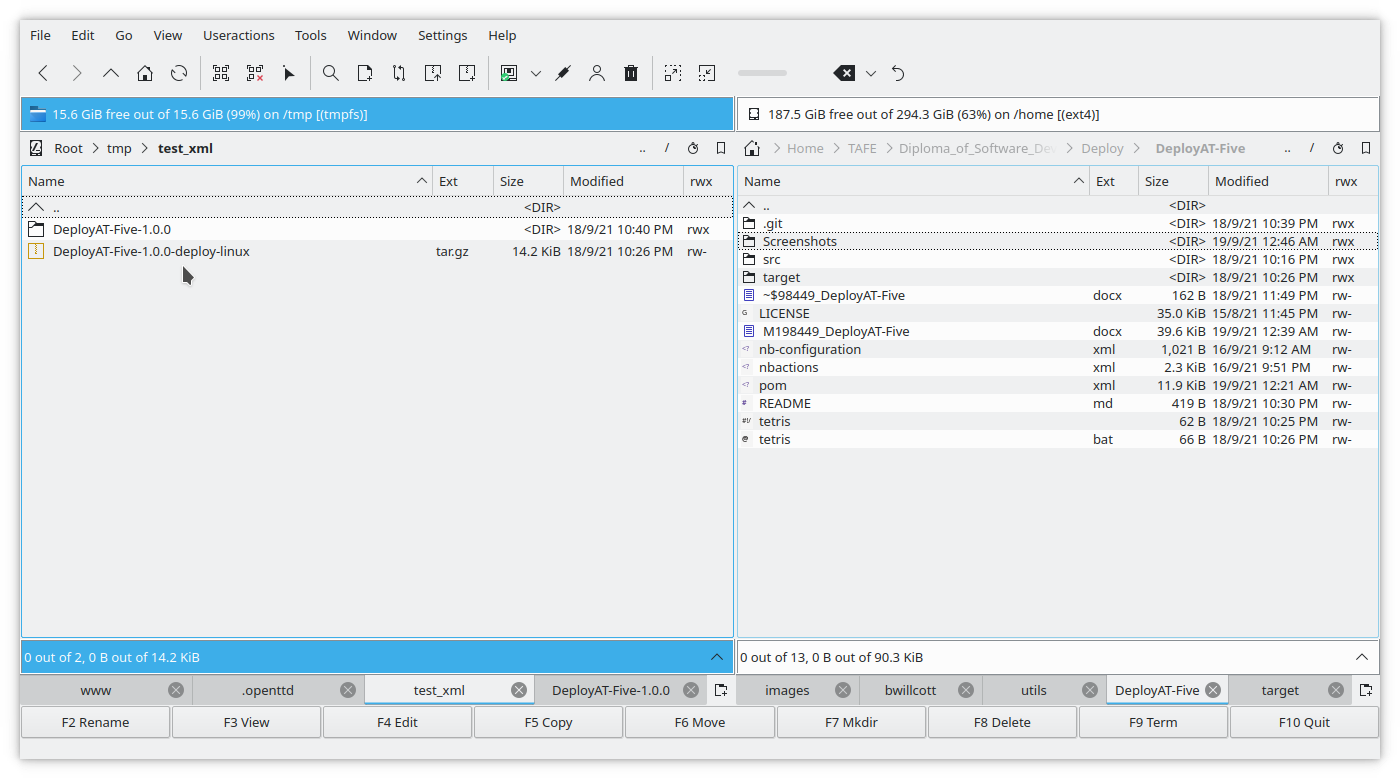 File Edit Go View Useractions Tools Window Settings Help
15.6 GiB free out of 15.6 GiB (99%) on /tmp [(tmpfs)]
Root > tmp > test_xml .. /
Name Ext Size Modified rwx
.. <DIR>
DeployAT-Five-1.0.0 <DIR> 18/9/21 10:40 PM rwx
DeployAT-Five-1.0.0-deploy-linux tar.gz 14.2 KiB 18/9/21 10:26 PM rw-
0 out of 2, 0 B out of 14.2 KiB
www .openttd test_xml DeployAT-Five-1.0.0
187.5 GiB free out of 294.3 GiB (63%) on /home [(ext4)]
> Home > TAFE > Diploma_of_Software_De > Deploy > DeployAT-Five .. /
Name Ext Size Modified rwx
.. <DIR>
.git <DIR> 18/9/21 10:39 PM rwx
Screenshots <DIR> 19/9/21 12:46 AM rwx
src <DIR> 18/9/21 10:16 PM rwx
target <DIR> 18/9/21 10:26 PM rwx
~$98449_DeployAT-Five docx 162 B 18/9/21 11:49 PM rw-
LICENSE 35.0 KiB 15/8/21 11:45 PM rw-
M198449_DeployAT-Five docx 39.6 KiB 19/9/21 12:39 AM rw-
nb-configuration xml 1,021 B 16/9/21 9:12 AM rw-
nbactions xml 2.3 KiB 16/9/21 9:51 PM rw-
pom xml 11.9 KiB 19/9/21 12:21 AM rw-
README md 419 B 18/9/21 10:30 PM rw-
tetris 62 B 18/9/21 10:25 PM rw-
tetris bat 66 B 18/9/21 10:26 PM rw-
0 out of 13, 0 B out of 90.3 KiB
images bwillcott utils DeployAT-Five target
F2 Rename F3 View F4 Edit F5 Copy F6 Move F7 Mkdir F8 Delete F9 Term F10 Quit